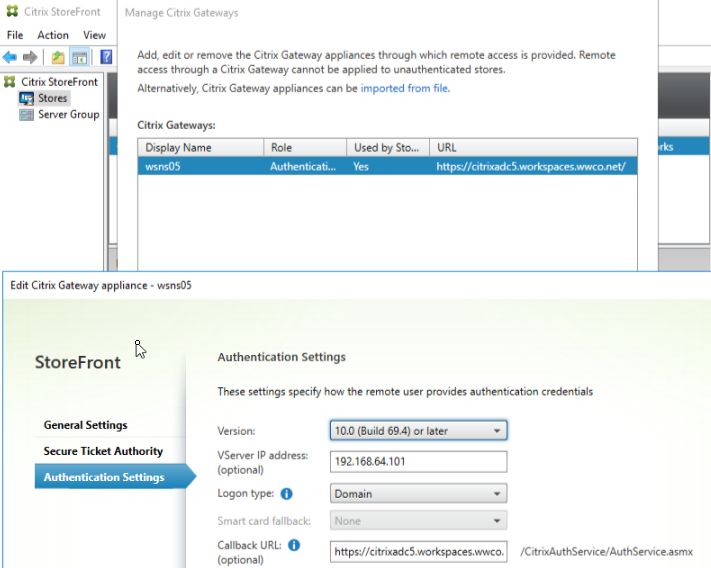 Citrix StoreFront
Manage Citrix Gateways
File Action View
Add, edit or remove the Citrix Gateway appliances through which remote access is provided. Remote
access through a Citrix Gateway cannot be applied to unauthenticated stores.
Alternatively, Citrix Gateway appliances can be imported from file.
Citrix StoreFront
Stores
Server Group
Citrix Gateways:
Display Name Role Used by Sto... URL
wsns05 Authenticati... Yes https://citrixadc5.workspaces.wwco.net/
rks
Edit Citrix Gateway appliance - wsns05
StoreFront
General Settings
Secure Ticket Authority
Authentication Settings
Authentication Settings
These settings specify how the remote user provides authentication credentials
Version: 10.0 (Build 69.4) or later
VServer IP address: 192.168.64.101
(optional)
Logon type: Domain
Smart card fallback: None
Callback URL: https://citrixadc5.workspaces.wwco. /CitrixAuthService/AuthService.asmx
(optional)